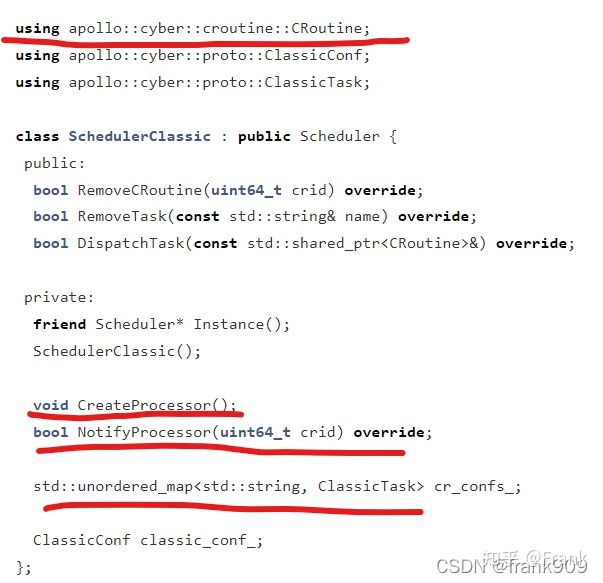 using apollo::cyber::croutine::CRoutine;
using apollo::cyber::proto::ClassicConf;
using apollo::cyber::proto::ClassicTask;
class SchedulerClassic : public Scheduler {
public:
bool RemoveCRoutine(uint64_t crid) override;
bool RemoveTask(const std::string& name) override;
bool DispatchTask(const std::shared_ptr<CRoutine>&) override;
private:
friend Scheduler* Instance();
SchedulerClassic();
void CreateProcessor();
bool NotifyProcessor(uint64_t crid) override;
std::unordered_map<std::string, ClassicTask> cr_confs_;
ClassicConf classic_conf_;
};
知乎 @Frank
CSDN @frank909